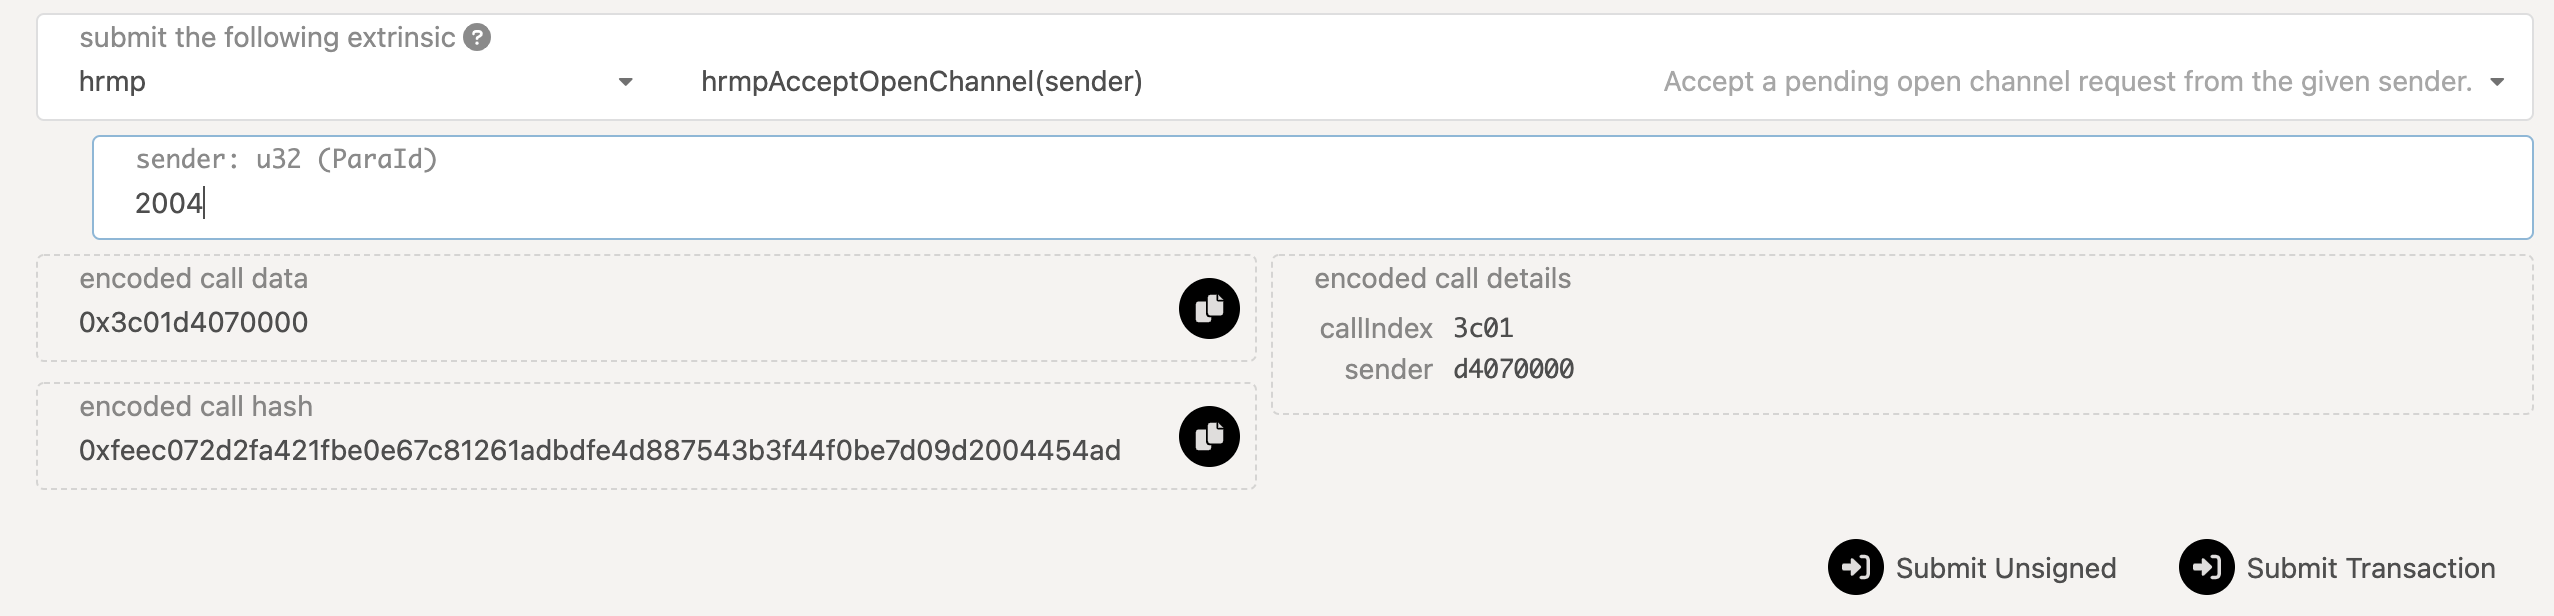 submit the following extrinsic ?
hrmp
hrmpAcceptOpenChannel(sender)
Accept a pending open channel request from the given sender.
sender: u32 (ParaId)
2004
encoded call data
0x3c01d4070000
encoded call details
callIndex 3c01
sender d4070000
encoded call hash
0xfeec072d2fa421fbe0e67c81261adbdfe4d887543b3f44f0be7d09d2004454ad
Submit Unsigned
Submit Transaction